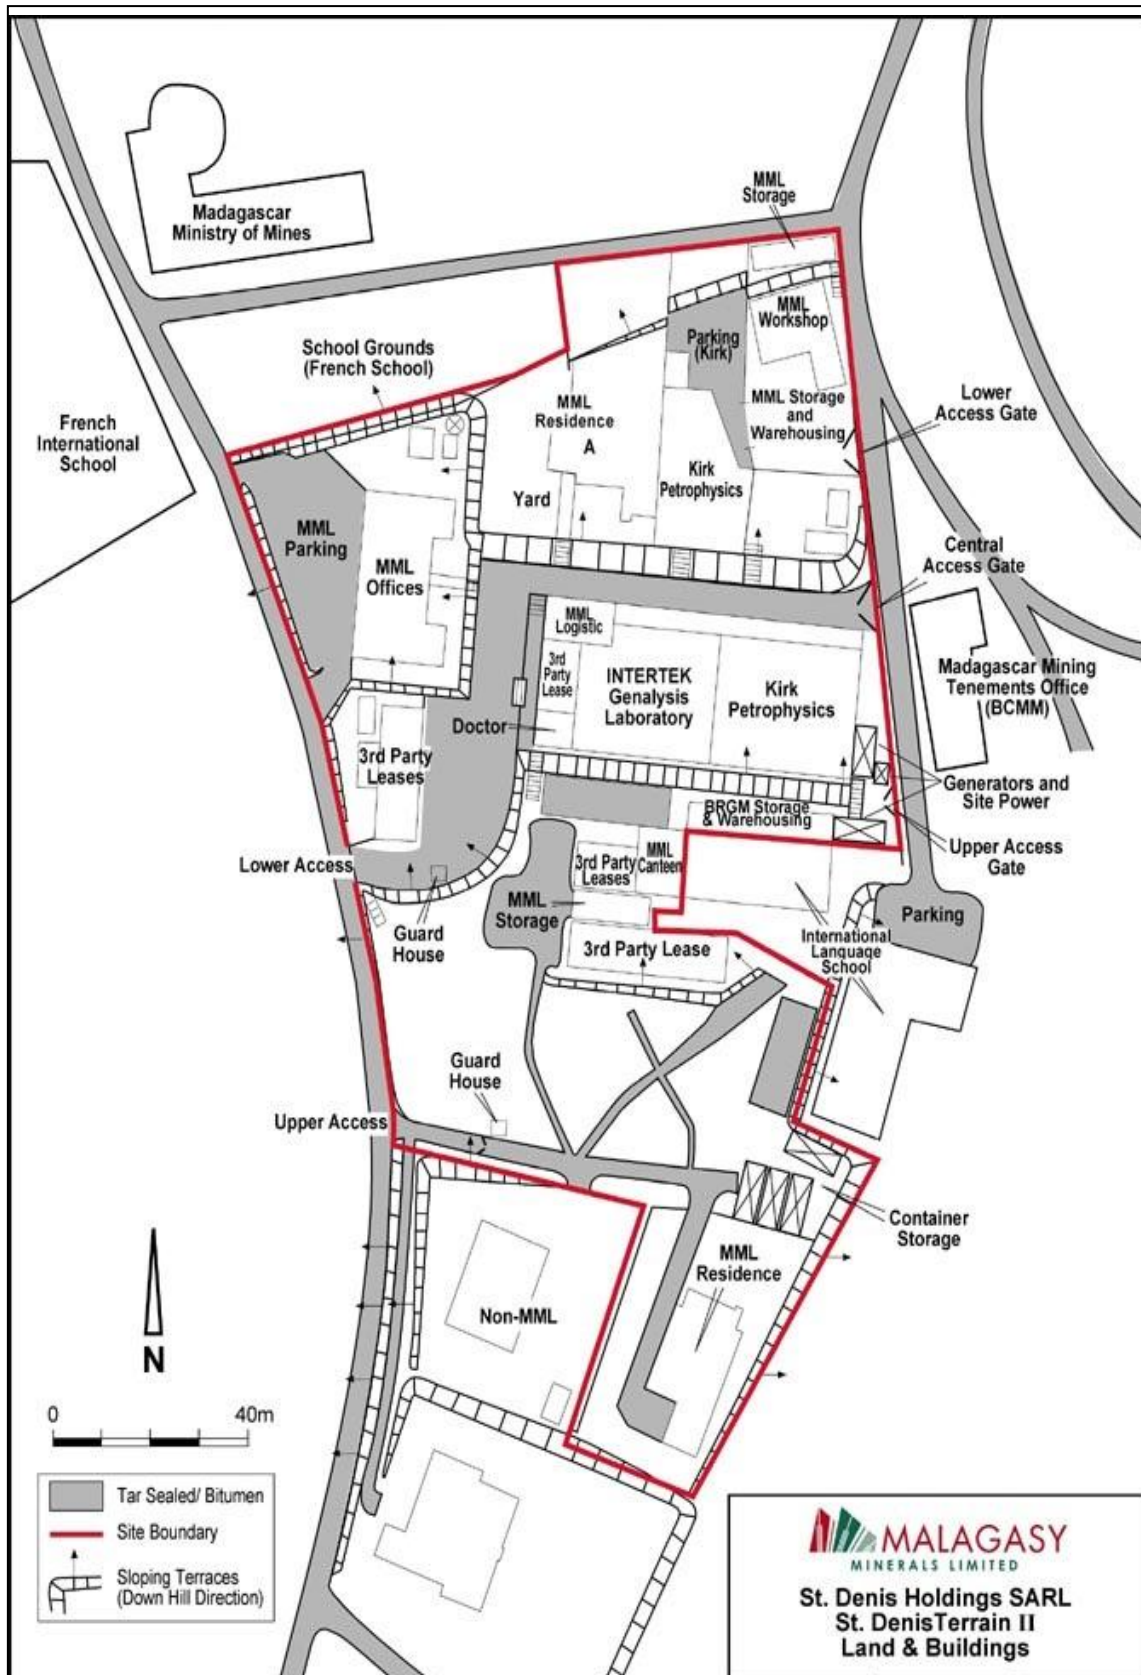 MML
Storage
Madagascar
Ministry of Mines
MML
Workshop
Parking
(Kirk)
School Grounds
(French School)
Lower
Access Gate
MML
Residence
A
MML Storage
and
Warehousing
French
International
School
Kirk
Petrophysics
Yard
MML
Parking
MML
Offices
Central
Access Gate
MML
Logistic
3rd
Party
Lease
INTERTEK
Genalysis
Laboratory
Kirk
Petrophysics
Madagascar Mining
Tenements Office
(BCMM)
Doctor
3rd Party
Leases
Generators and
Site Power
BRGM Storage
& Warehousing
Upper Access
Gate
Lower Access
3rd Party
Leases
MML
Canteen
MML
Storage
Parking
Guard
House
3rd Party Lease
International
Language
School
Guard
House
Upper Access
Container
Storage
MML
Residence
Non-MML
N
0 40m
Tar Sealed/ Bitumen
Site Boundary
Sloping Terraces
(Down Hill Direction)
MALAGASY
MINERALS LIMITED
St. Denis Holdings SARL
St. DenisTerrain II
Land & Buildings